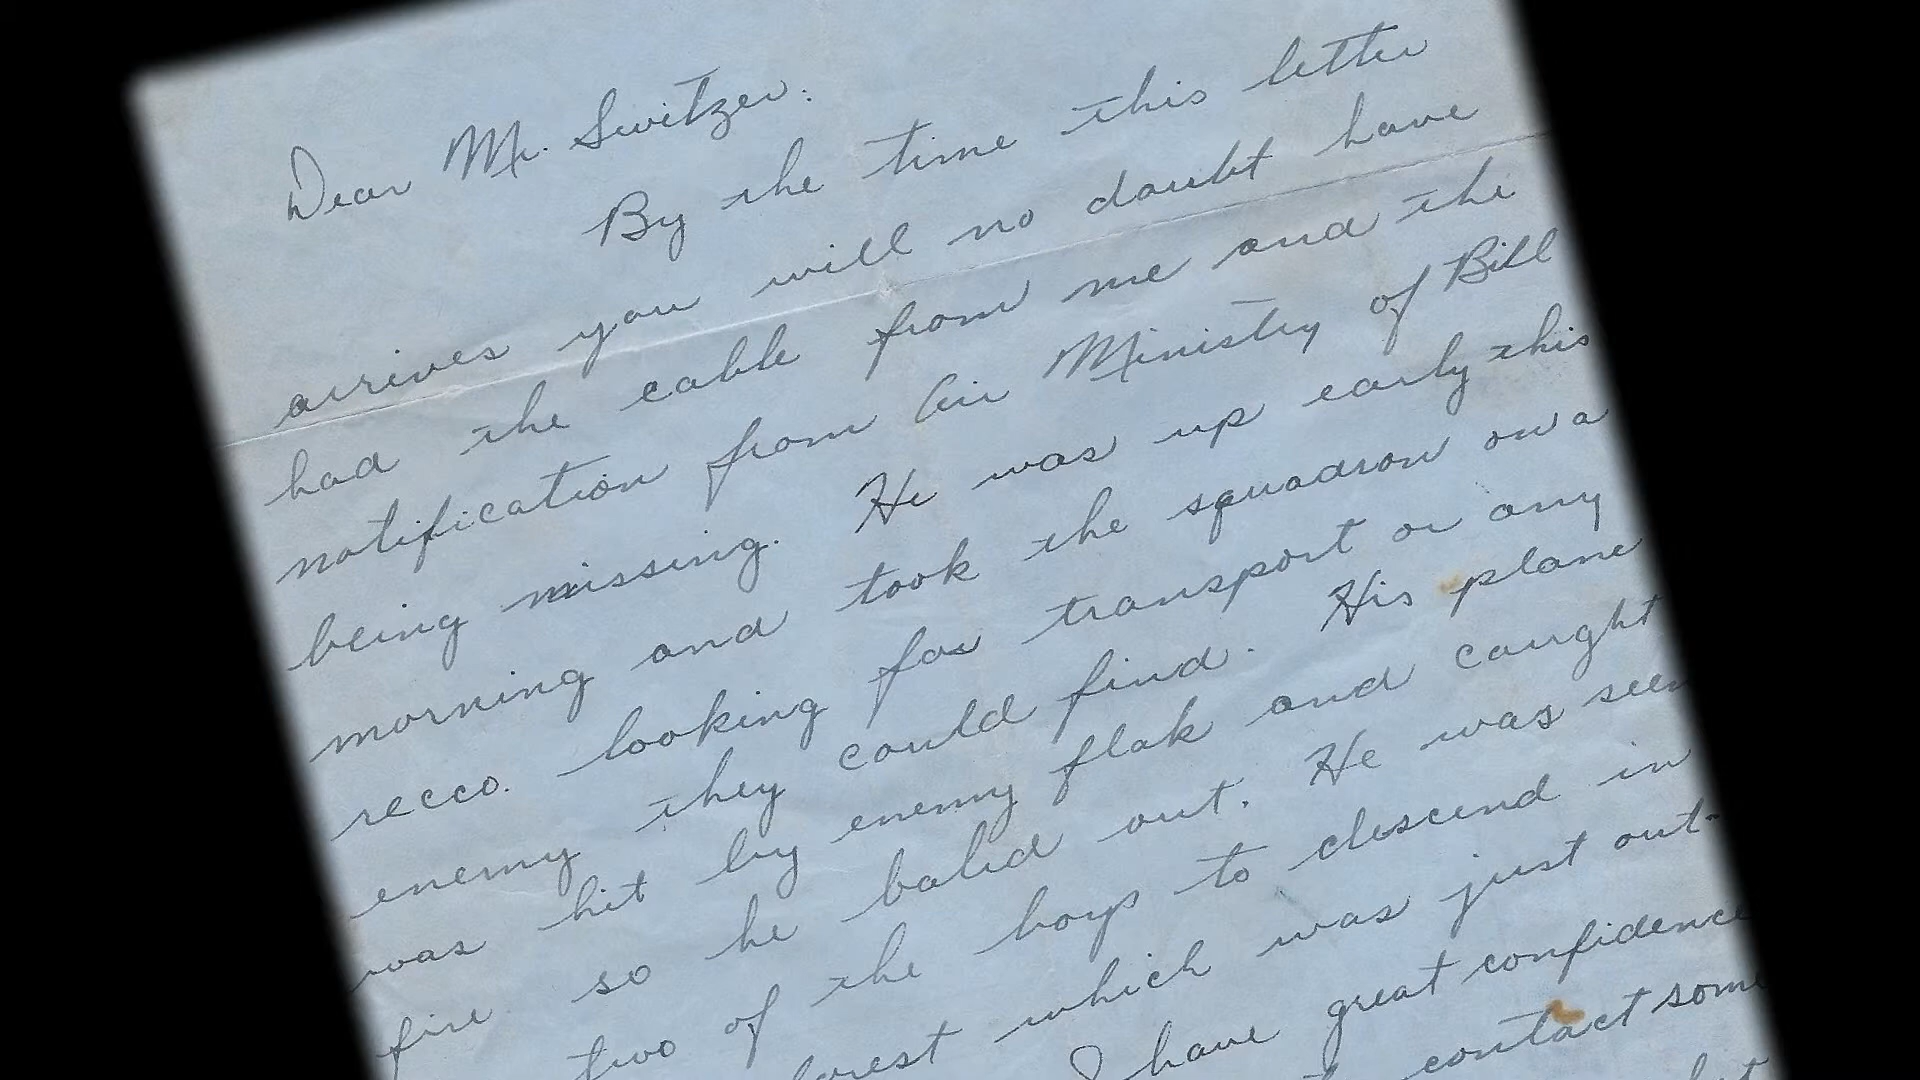 Dear Mr. Switzer:
By the time this letter
arrives you will no doubt have
had the cable from me and the
notification from Air Ministry of Bill
being missing. He was up early this
morning and took the squadron on a
recco. looking for transport or any
enemy they could find. His plane
was hit by enemy flak and caught
fire so he baled out. He was seen
two of the boys to descend in
forest which was just out-
I have great confidence
contact some